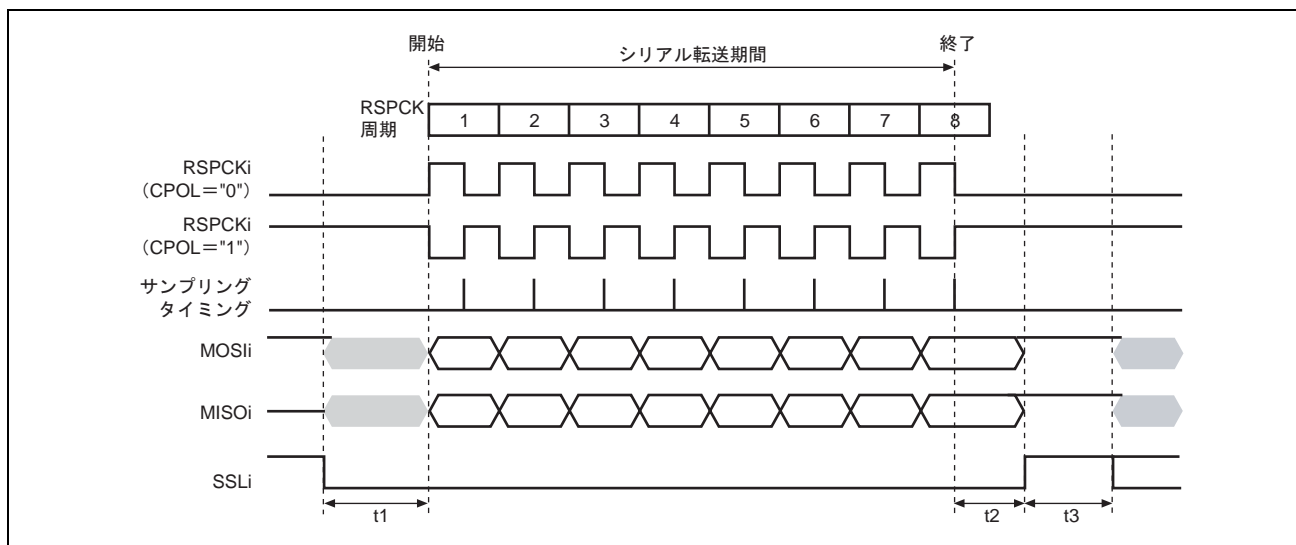 開始
終了
シリアル転送期間
RSPCK
周期
1 2 3 4 5 6 7 8
RSPCKi
（CPOL＝"0"）
RSPCKi
（CPOL＝"1"）
サンプリング
タイミング
MOSIi
MISOi
SSLi
t1
t2
t3